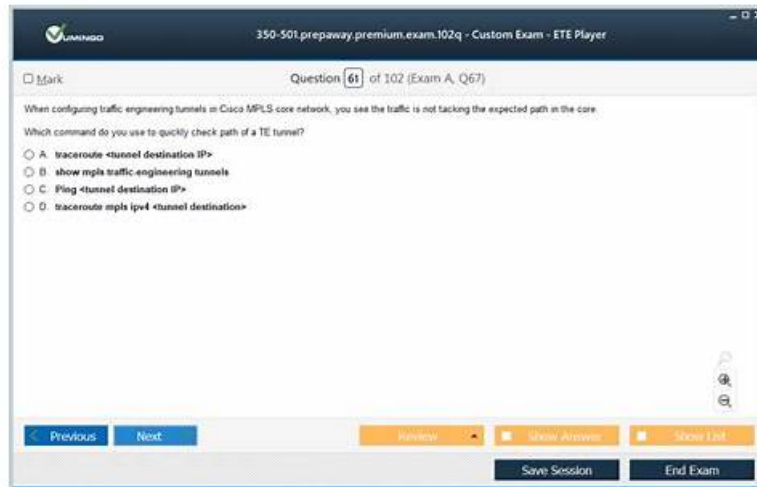 VUMINGO
350-501.prepaway.premium.exam.102q - Custom Exam - ETE Player
Mark
Question 61 of 102 (Exam A, Q67)
When configuring traffic engineering tunnels in Cisco MPLS core network, you see the traffic is not tacking the expected path in the core.
Which command do you use to quickly check path of a TE tunnel?
A. traceroute <tunnel destination IP>
B. show mpls traffic-engineering tunnels
C. Ping <tunnel destination IP>
D. traceroute mpls ipv4 <tunnel destination>
Previous
Next
Review
Show Answer
Show List
Save Session
End Exam